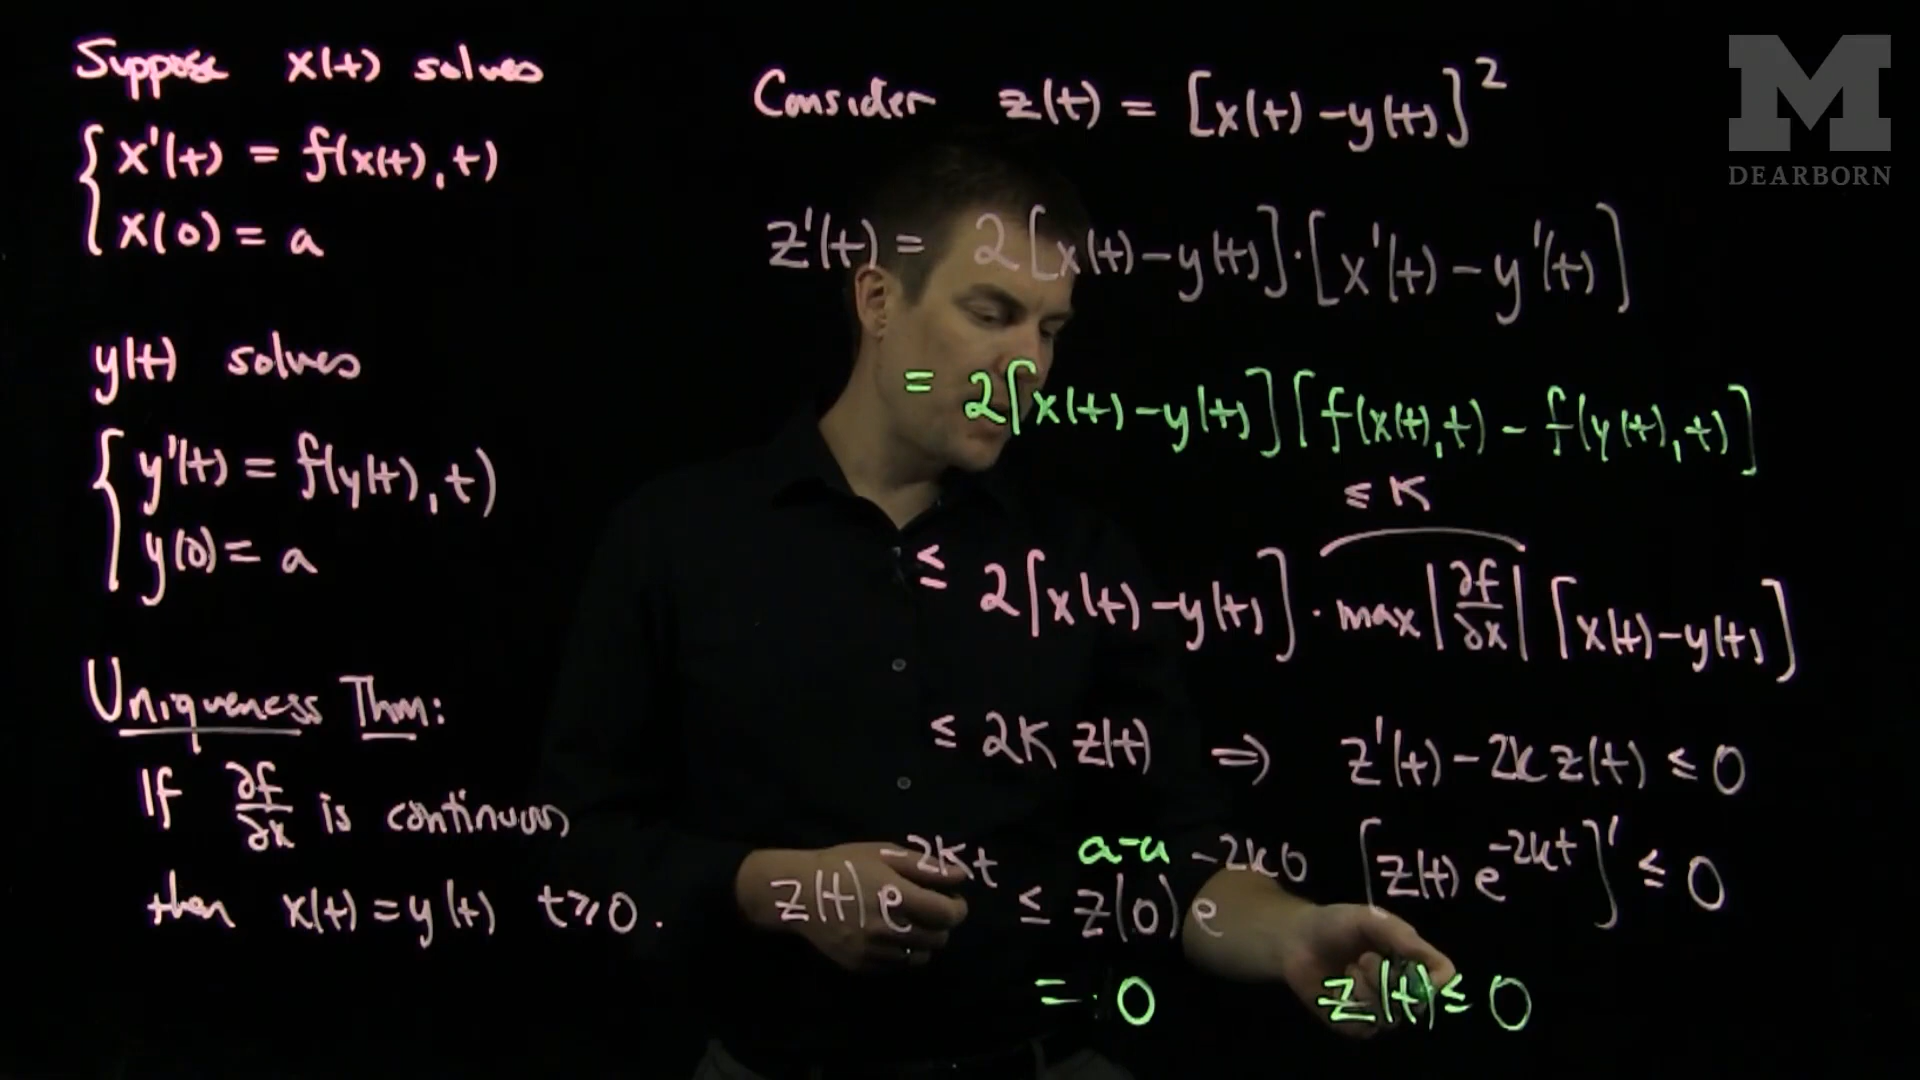 Suppose x(t) solves
x'(t) = f(x(t), t)
x(0) = a
y(t) solves
y'(t) = f(y(t), t)
y(0) = a
Uniqueness Thm:
If ∂f/∂x is continuous
then x(t) = y(t) t ≥ 0.
Consider z(t) = [x(t) - y(t)]²
z'(t) = 2[x(t) - y(t)]·[x'(t) - y'(t)]
= 2[x(t) - y(t)][f(x(t), t) - f(y(t), t)]
≤ K
≤ 2[x(t) - y(t)]·max|∂f/∂x| [x(t) - y(t)]
≤ 2K z(t) ⇒ z'(t) - 2K z(t) ≤ 0
[z(t) e^{-2Kt}]' ≤ 0
a-a
z(t) e^{-2Kt} ≤ z(0) e^{-2K0}
= 0
z(t) ≤ 0
M
DEARBORN